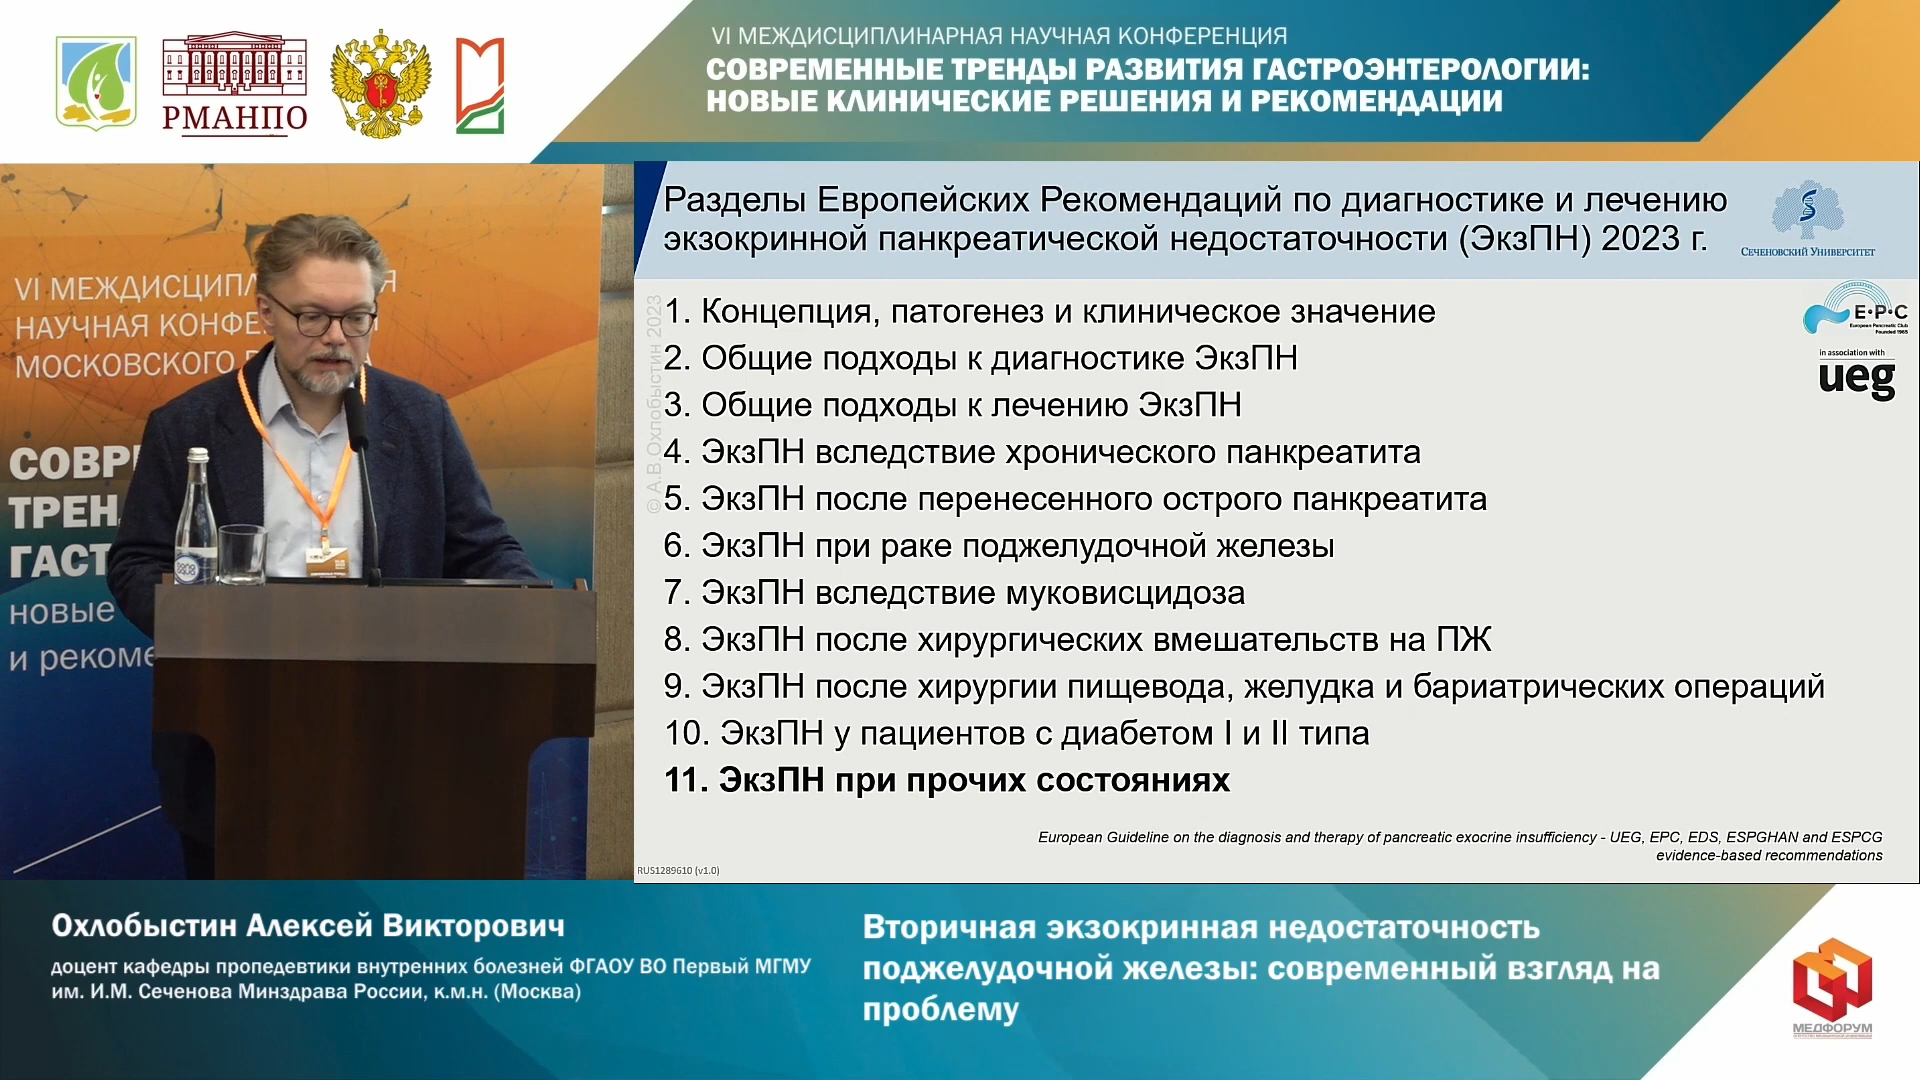 VI МЕЖДИСЦИПЛИНАРНАЯ НАУЧНАЯ КОНФЕРЕНЦИЯ
СОВРЕМЕННЫЕ ТРЕНДЫ РАЗВИТИЯ ГАСТРОЭНТЕРОЛОГИИ:
НОВЫЕ КЛИНИЧЕСКИЕ РЕШЕНИЯ И РЕКОМЕНДАЦИИ
РМАНПО
VI МЕЖДИСЦИПЛ
НАУЧНАЯ КОНФЕ
МОСКОВСКОГО
СОВР
ТРЕН
ГАСТ
новые
и рекоме
Разделы Европейских Рекомендаций по диагностике и лечению
экзокринной панкреатической недостаточности (ЭкзПН) 2023 г.
Сеченовский Университет
E·P·C
European Pancreatic Club
Founded 1965
in association with
ueg
© А.В.Охлобыстин 2023
1. Концепция, патогенез и клиническое значение
2. Общие подходы к диагностике ЭкзПН
3. Общие подходы к лечению ЭкзПН
4. ЭкзПН вследствие хронического панкреатита
5. ЭкзПН после перенесенного острого панкреатита
6. ЭкзПН при раке поджелудочной железы
7. ЭкзПН вследствие муковисцидоза
8. ЭкзПН после хирургических вмешательств на ПЖ
9. ЭкзПН после хирургии пищевода, желудка и бариатрических операций
10. ЭкзПН у пациентов с диабетом I и II типа
11. ЭкзПН при прочих состояниях
European Guideline on the diagnosis and therapy of pancreatic exocrine insufficiency - UEG, EPC, EDS, ESPGHAN and ESPCG
evidence-based recommendations
RUS1289610 (v1.0)
Охлобыстин Алексей Викторович
доцент кафедры пропедевтики внутренних болезней ФГАОУ ВО Первый МГМУ
им. И.М. Сеченова Минздрава России, к.м.н. (Москва)
Вторичная экзокринная недостаточность
поджелудочной железы: современный взгляд на
проблему
МЕДФОРУМ